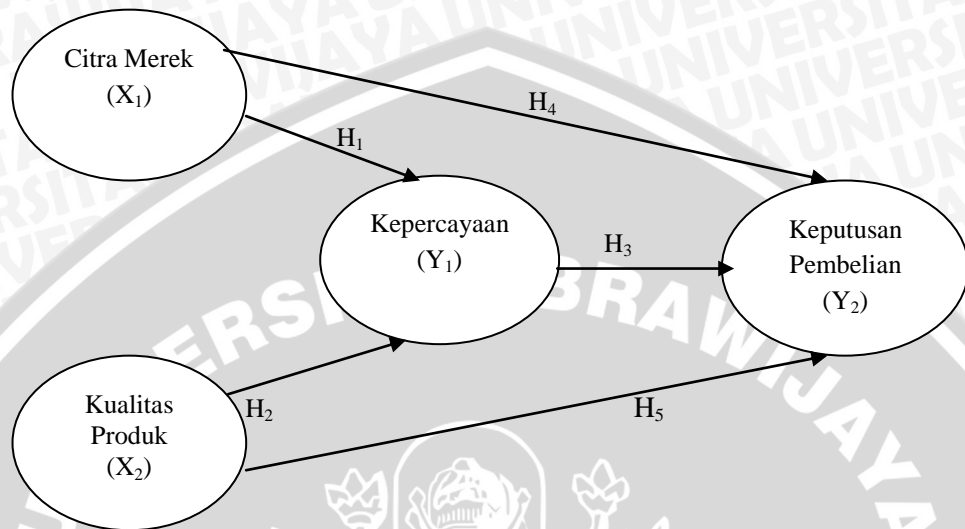 Citra Merek
(X₁)
H₄
H₁
Kepercayaan
(Y₁)
H₃
Keputusan
Pembelian
(Y₂)
Kualitas
Produk
(X₂)
H₂
H₅